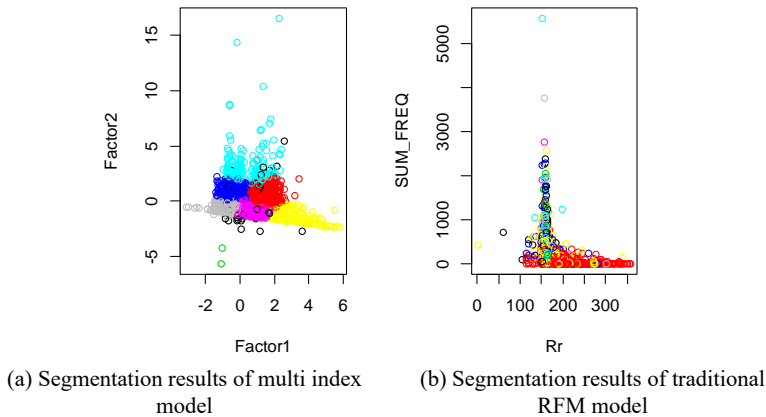 15
10
5
0
-5
Factor2
-2 0 2 4 6
Factor1
(a) Segmentation results of multi index
model
5000
3000
1000
0
SUM_FREQ
0 100 200 300
Rr
(b) Segmentation results of traditional
RFM model